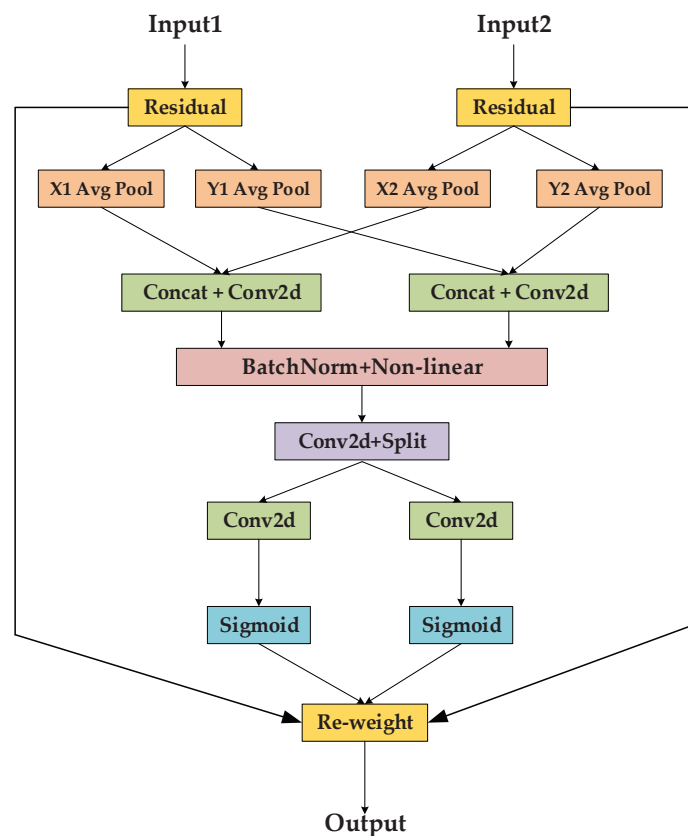 Input1
Input2
Residual
Residual
X1 Avg Pool
Y1 Avg Pool
X2 Avg Pool
Y2 Avg Pool
Concat + Conv2d
Concat + Conv2d
BatchNorm+Non-linear
Conv2d+Split
Conv2d
Conv2d
Sigmoid
Sigmoid
Re-weight
Output